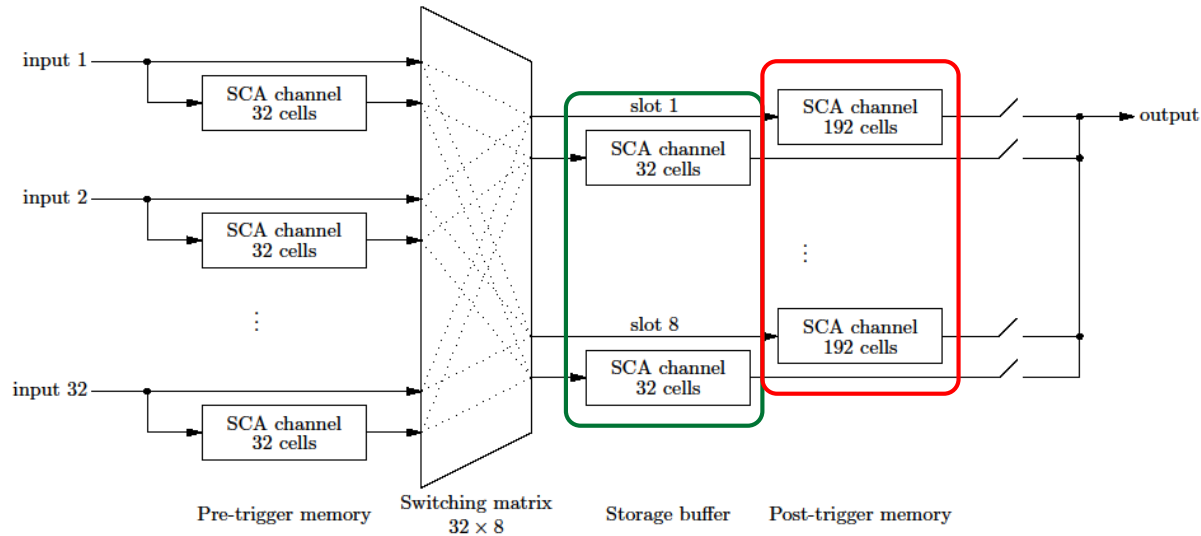 input 1
SCA channel
32 cells
slot 1
SCA channel
192 cells
output
SCA channel
32 cells
input 2
SCA channel
32 cells
⋮
⋮
slot 8
SCA channel
192 cells
SCA channel
32 cells
input 32
SCA channel
32 cells
Pre-trigger memory
Switching matrix
32 × 8
Storage buffer
Post-trigger memory